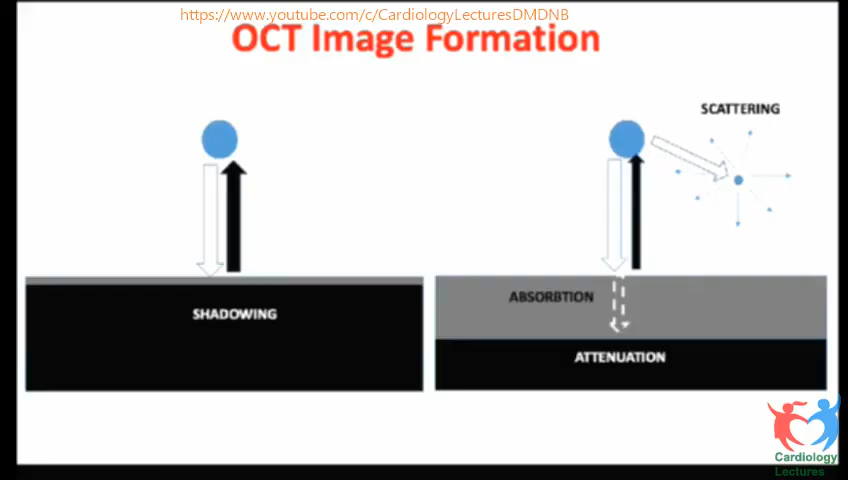 https://www.youtube.com/c/CardiologyLecturesDMDNB
OCT Image Formation
SCATTERING
SHADOWING
ABSORBTION
ATTENUATION
Cardiology
Lectures